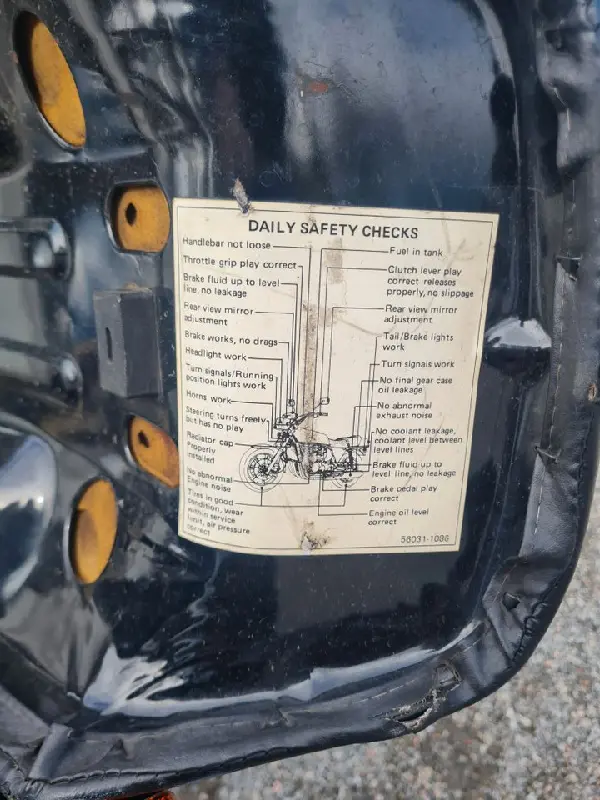 DAILY SAFETY CHECKS
Handlebar not loose
Throttle grip play correct
Brake fluid up to level
line, no leakage
Rear view mirror
adjustment
Brake works, no drags
Headlight work
Turn signals/Running
position lights work
Horns work
Steering turns freely
but has no play
Radiator cap
Properly
installed
No abnormal
Engine noise
Tires in good
condition, wear
within service
limit, air pressure
correct
Fuel in tank
Clutch lever play
correct releases
properly, no slippage
Rear view mirror
adjustment
Tail/Brake lights
work
Turn signals work
No final gear case
oil leakage
No abnormal
exhaust noise
No coolant leakage,
coolant level between
level lines
Brake fluid up to
level line, no leakage
Brake pedal play
correct
Engine oil level
correct